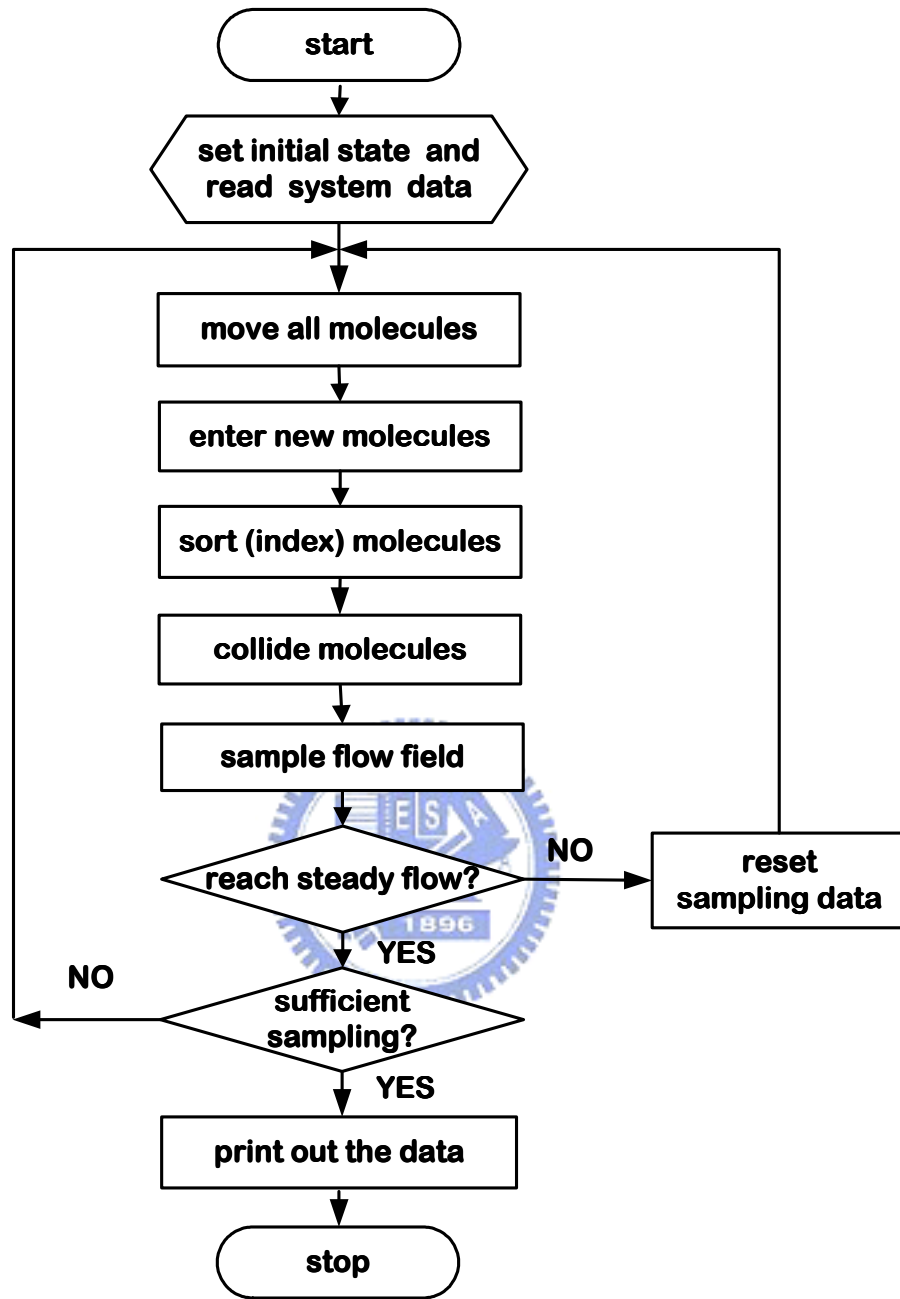 start
set initial state and
read system data
move all molecules
enter new molecules
sort (index) molecules
collide molecules
sample flow field
ESA
reach steady flow?
NO
reset
sampling data
1896
YES
NO
sufficient
sampling?
YES
print out the data
stop